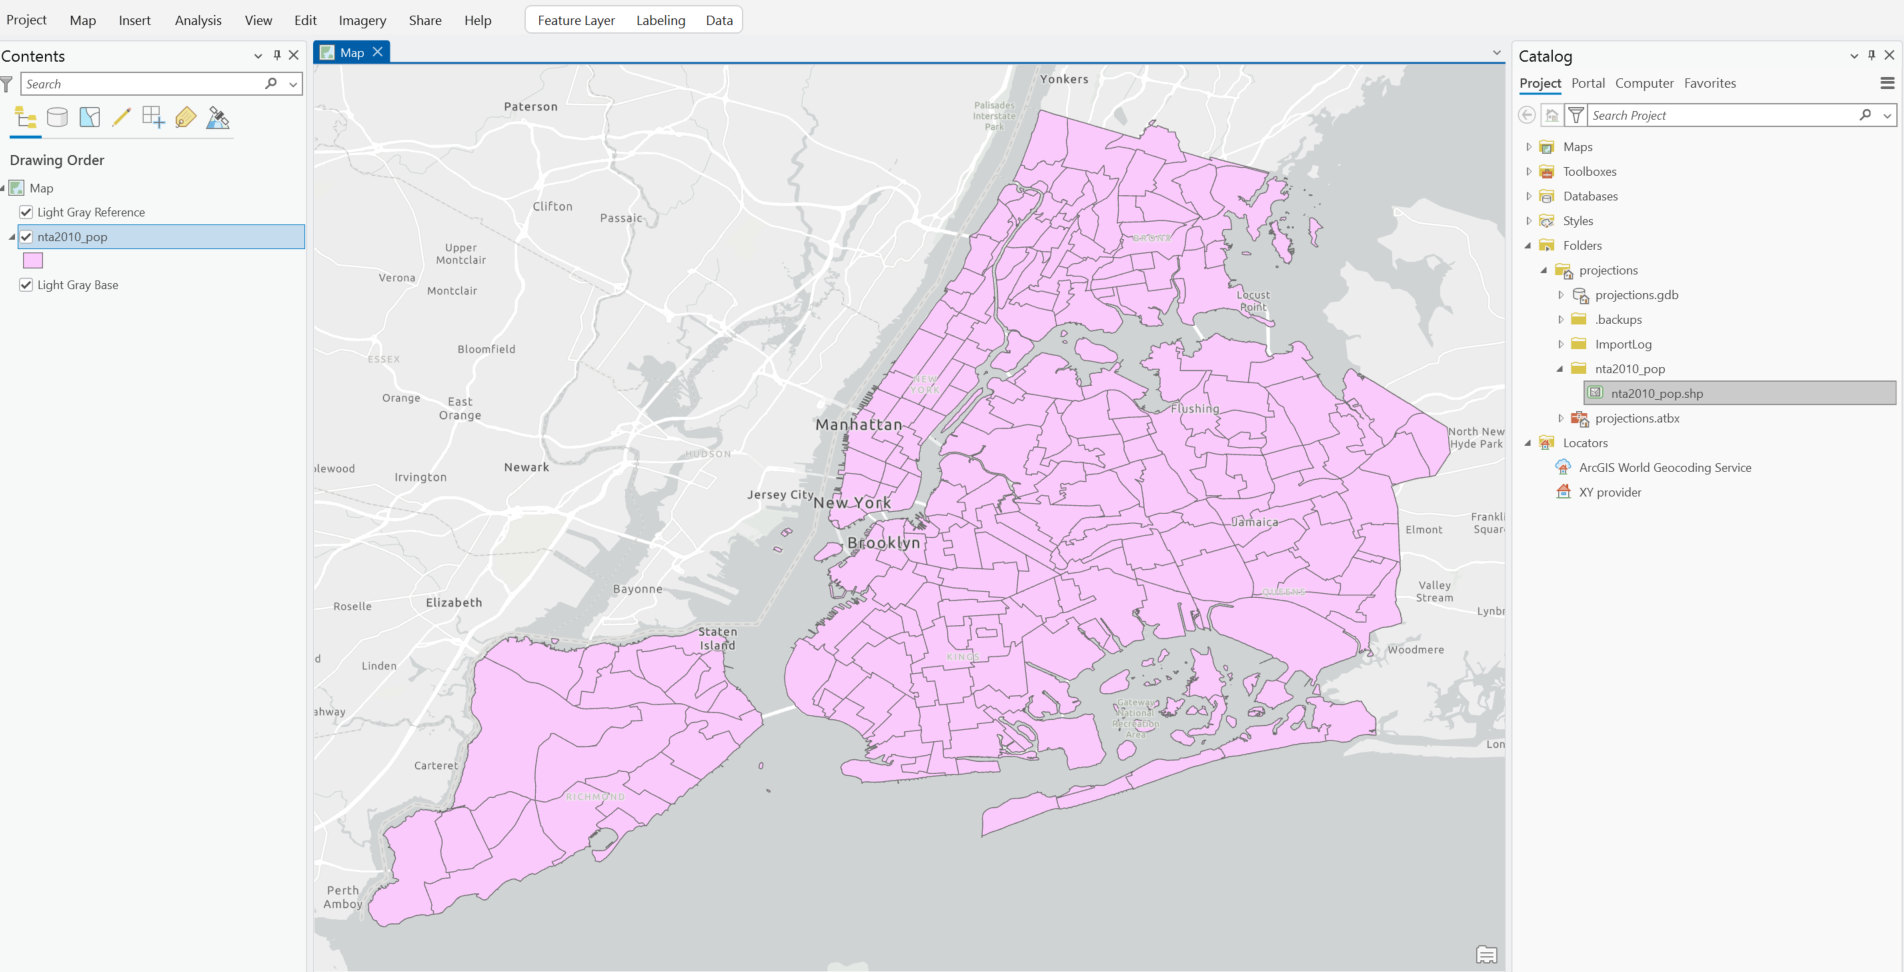 Project Map Insert Analysis View Edit Imagery Share Help Feature Layer Labeling Data
Contents
Search
Drawing Order
Map
Light Gray Reference
nta2010_pop
Light Gray Base
Map
Yonkers
Paterson
Palisades
Interstate
Park
Clifton
Passaic
Upper
Montclair
BRONX
Verona
Montclair
Locust
Point
Bloomfield
ESSEX
NEW
YORK
Orange
East
Orange
Flushing
Manhattan
North New
Hyde Park
HUDSON
Newark
lewood
Irvington
Jersey City
New York
Jamaica
Elmont
Frankli
Squar
Brooklyn
Bayonne
Valley
Stream
QUEENS
Roselle
Elizabeth
Lynbr
Staten
Island
Woodmere
KINGS
d
Linden
Gateway
National
Recreation
Area
ahway
Lon
Carteret
RICHMOND
Perth
Amboy
Catalog
Project Portal Computer Favorites
Search Project
Maps
Toolboxes
Databases
Styles
Folders
projections
projections.gdb
.backups
ImportLog
nta2010_pop
nta2010_pop.shp
projections.atbx
Locators
ArcGIS World Geocoding Service
XY provider